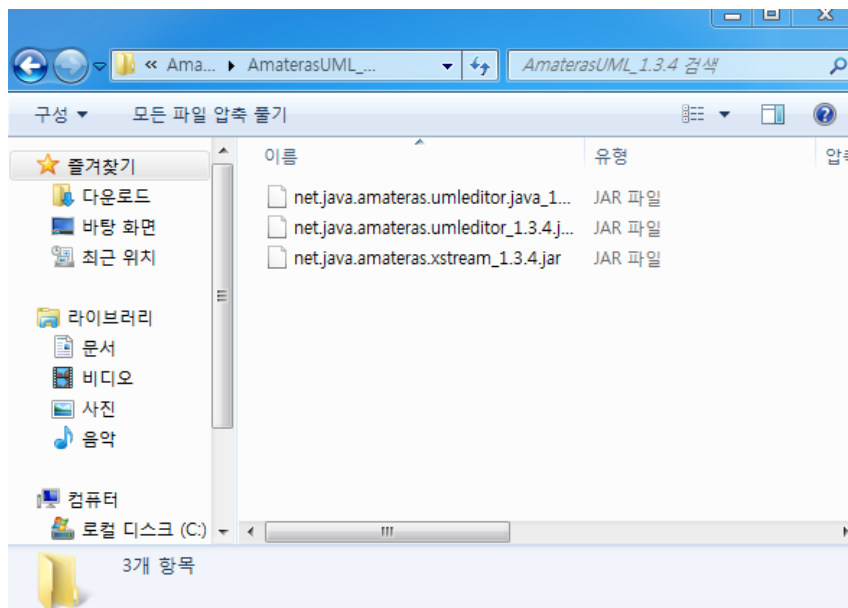 « Ama... AmaterasUML_... AmaterasUML_1.3.4 검색
구성 모든 파일 압축 풀기
즐겨찾기
다운로드
바탕 화면
최근 위치
라이브러리
문서
비디오
사진
음악
컴퓨터
로컬 디스크 (C:)
이름 유형
net.java.amateras.umleditor.java_1... JAR 파일
net.java.amateras.umleditor_1.3.4.j... JAR 파일
net.java.amateras.xstream_1.3.4.jar JAR 파일
3개 항목